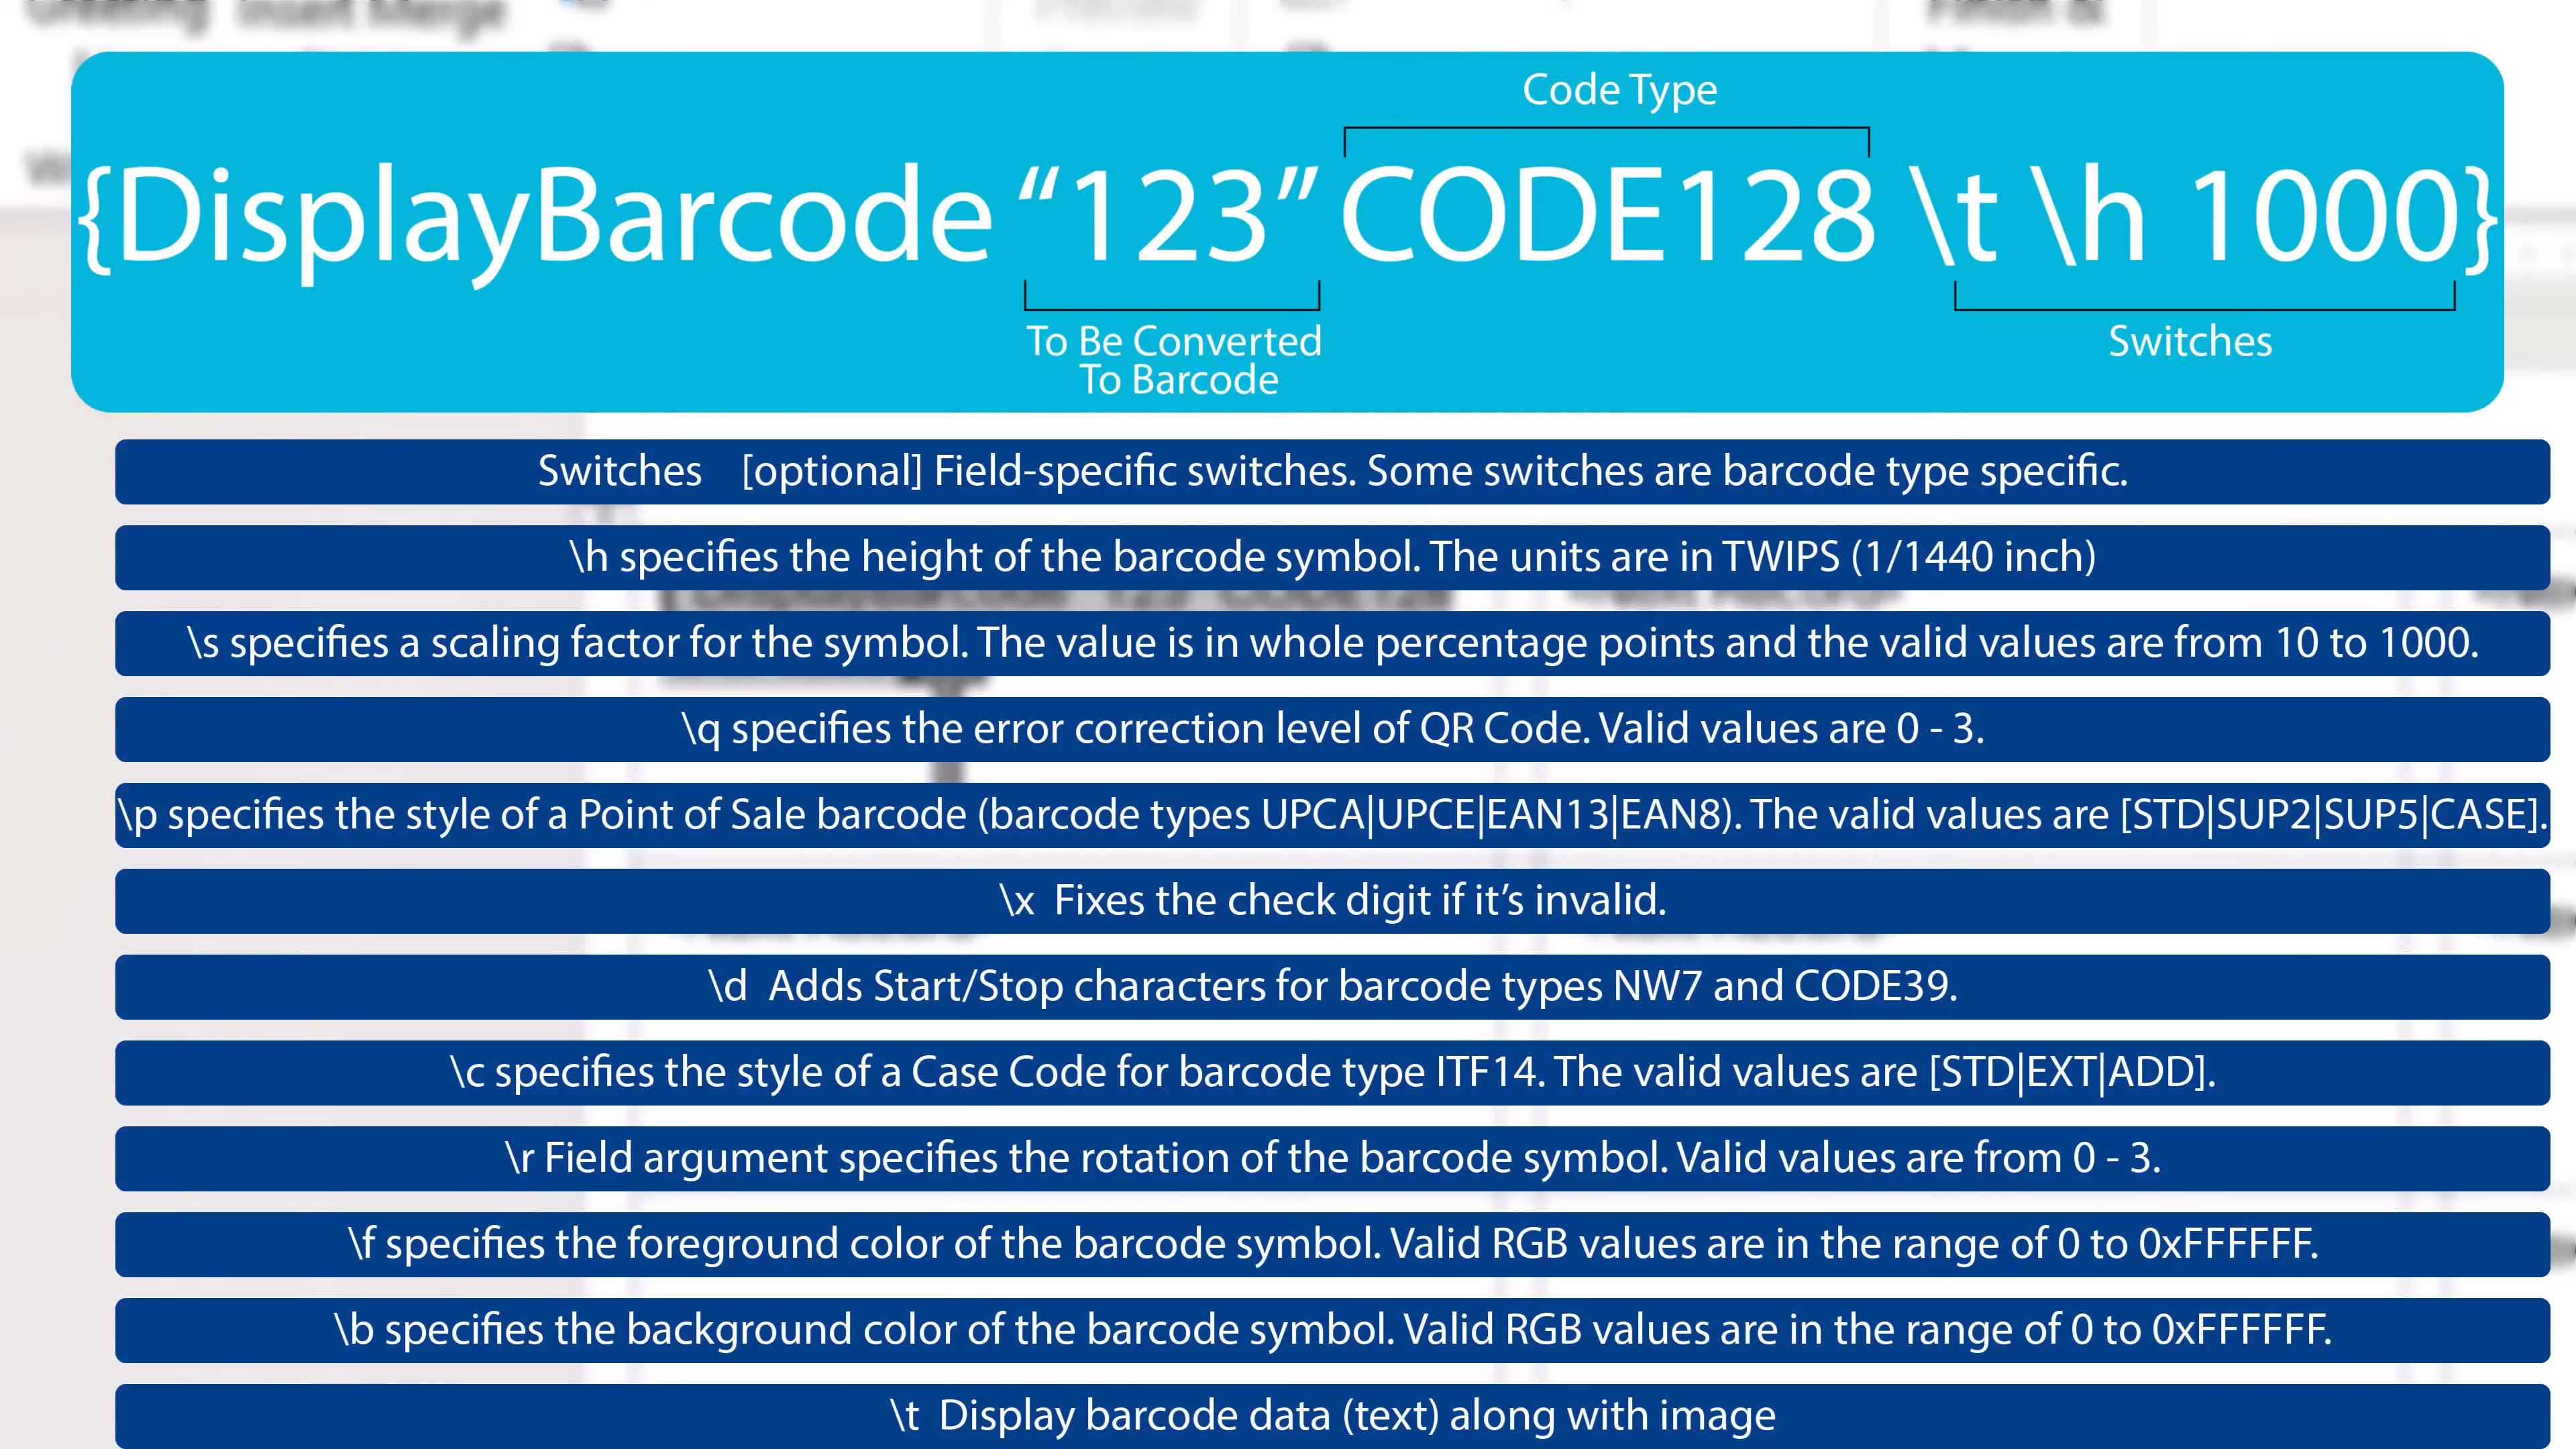 Greeting Insert Merge
Preview
Finish &
Code Type
{DisplayBarcode “123” CODE128 \t \h 1000}
To Be Converted
To Barcode
Switches
Switches [optional] Field-specific switches. Some switches are barcode type specific.
\h specifies the height of the barcode symbol. The units are in TWIPS (1/1440 inch)
\s specifies a scaling factor for the symbol. The value is in whole percentage points and the valid values are from 10 to 1000.
\q specifies the error correction level of QR Code. Valid values are 0 - 3.
\p specifies the style of a Point of Sale barcode (barcode types UPCA|UPCE|EAN13|EAN8). The valid values are [STD|SUP2|SUP5|CASE].
\x Fixes the check digit if it’s invalid.
\d Adds Start/Stop characters for barcode types NW7 and CODE39.
\c specifies the style of a Case Code for barcode type ITF14. The valid values are [STD|EXT|ADD].
\r Field argument specifies the rotation of the barcode symbol. Valid values are from 0 - 3.
\f specifies the foreground color of the barcode symbol. Valid RGB values are in the range of 0 to 0xFFFFFF.
\b specifies the background color of the barcode symbol. Valid RGB values are in the range of 0 to 0xFFFFFF.
\t Display barcode data (text) along with image